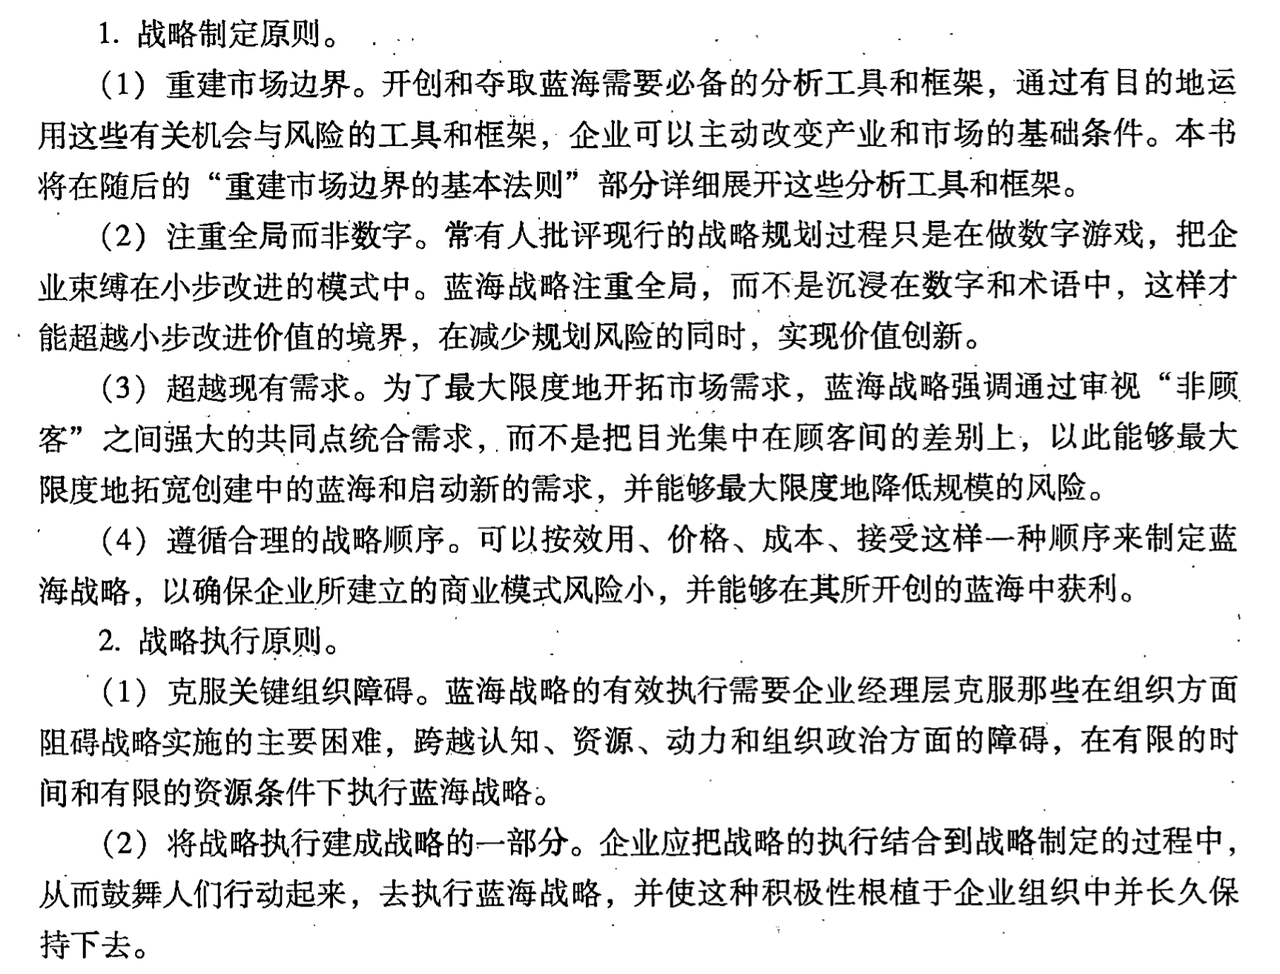 1. 战略制定原则。
（1）重建市场边界。开创和夺取蓝海需要必备的分析工具和框架，通过有目的地运
用这些有关机会与风险的工具和框架，企业可以主动改变产业和市场的基础条件。本书
将在随后的“重建市场边界的基本法则”部分详细展开这些分析工具和框架。
（2）注重全局而非数字。常有人批评现行的战略规划过程只是在做数字游戏，把企
业束缚在小步改进的模式中。蓝海战略注重全局，而不是沉浸在数字和术语中，这样才
能超越小步改进价值的境界，在减少规划风险的同时，实现价值创新。
（3）超越现有需求。为了最大限度地开拓市场需求，蓝海战略强调通过审视“非顾
客”之间强大的共同点统合需求，而不是把目光集中在顾客间的差别上，以此能够最大
限度地拓宽创建中的蓝海和启动新的需求，并能够最大限度地降低规模的风险。
（4）遵循合理的战略顺序。可以按效用、价格、成本、接受这样一种顺序来制定蓝
海战略，以确保企业所建立的商业模式风险小，并能够在其所开创的蓝海中获利。
2. 战略执行原则。
（1）克服关键组织障碍。蓝海战略的有效执行需要企业经理层克服那些在组织方面
阻碍战略实施的主要困难，跨越认知、资源、动力和组织政治方面的障碍，在有限的时
间和有限的资源条件下执行蓝海战略。
（2）将战略执行建成战略的一部分。企业应把战略的执行结合到战略制定的过程中，
从而鼓舞人们行动起来，去执行蓝海战略，并使这种积极性根植于企业组织中并长久保
持下去。